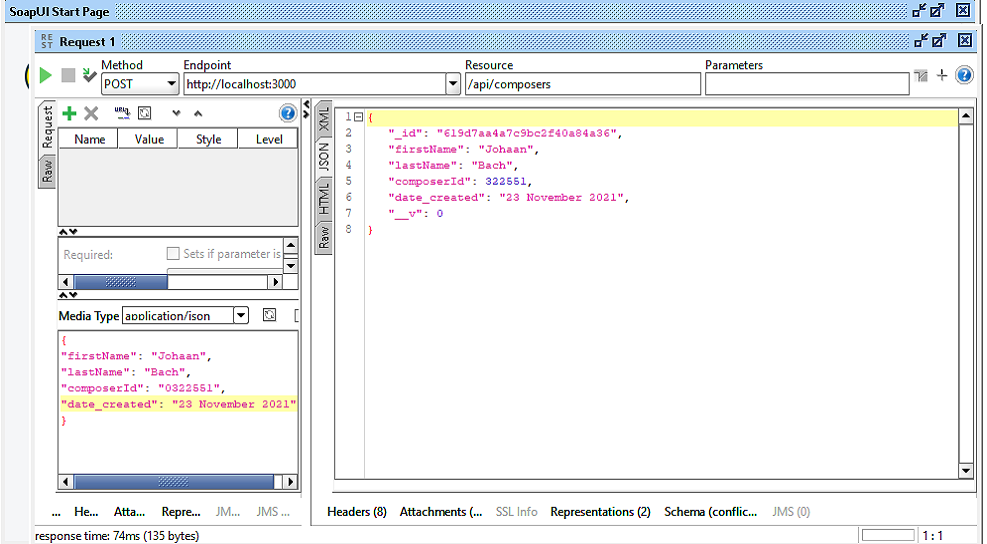 SoapUI Start Page
REST Request 1
Method Endpoint Resource Parameters
POST http://localhost:3000 /api/composers
Request
Raw
Name Value Style Level
Required: Sets if parameter is
Media Type application/json
{
"firstName": "Johaan",
"lastName": "Bach",
"composerId": "0322551",
"date_created": "23 November 2021"
}
... He... Atta... Repre... JM... JMS ...
XML
JSON
HTML
Raw
1 {
2 "_id": "619d7aa4a7c9bc2f40a84a36",
3 "firstName": "Johaan",
4 "lastName": "Bach",
5 "composerId": 322551,
6 "date_created": "23 November 2021",
7 "__v": 0
8 }
Headers (8) Attachments (... SSL Info Representations (2) Schema (conflic... JMS (0)
response time: 74ms (135 bytes) 1 : 1